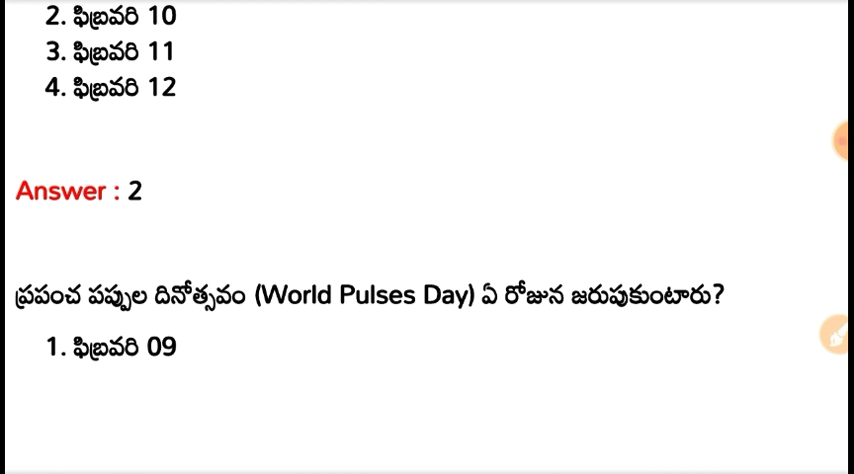 2. ఫిబ్రవరి 10
3. ఫిబ్రవరి 11
4. ఫిబ్రవరి 12
Answer : 2
ప్రపంచ పప్పుల దినోత్సవం (World Pulses Day) ఏ రోజున జరుపుకుంటారు?
1. ఫిబ్రవరి 09